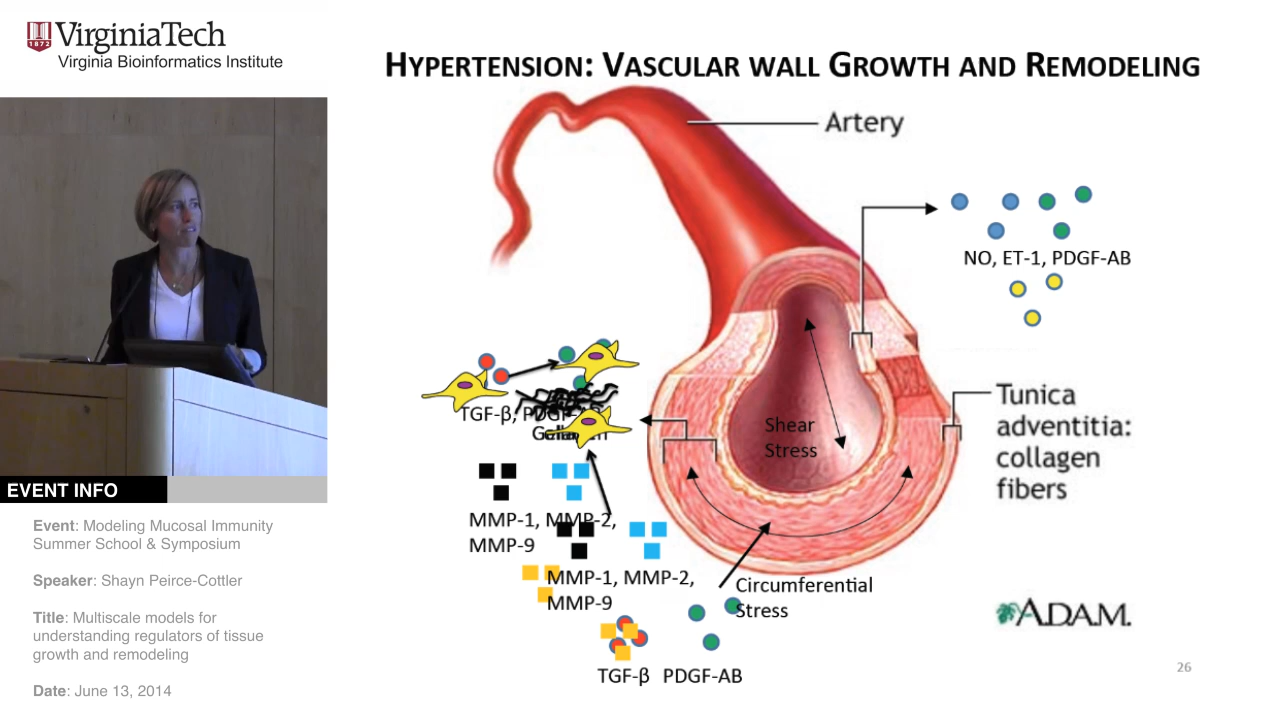 VirginiaTech
1872
Virginia Bioinformatics Institute
HYPERTENSION: VASCULAR WALL GROWTH AND REMODELING
Artery
NO, ET-1, PDGF-AB
TGF-β, PDGF-AB
Shear
Stress
Tunica
adventitia:
collagen
fibers
MMP-1, MMP-2,
MMP-9
MMP-1, MMP-2,
MMP-9
Circumferential
Stress
TGF-β PDGF-AB
A.D.A.M.
26
EVENT INFO
Event: Modeling Mucosal Immunity
Summer School & Symposium
Speaker: Shayn Peirce-Cottler
Title: Multiscale models for
understanding regulators of tissue
growth and remodeling
Date: June 13, 2014